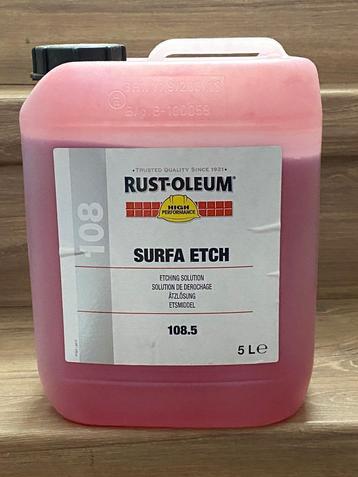 108
•TRUSTED QUALITY SINCE 1921•
RUST-OLEUM
HIGH
PERFORMANCE
SURFA ETCH
ETCHING SOLUTION
SOLUTION DE DEROCHAGE
ÄTZLÖSUNG
ETSMIDDEL
108.5
5 L℮